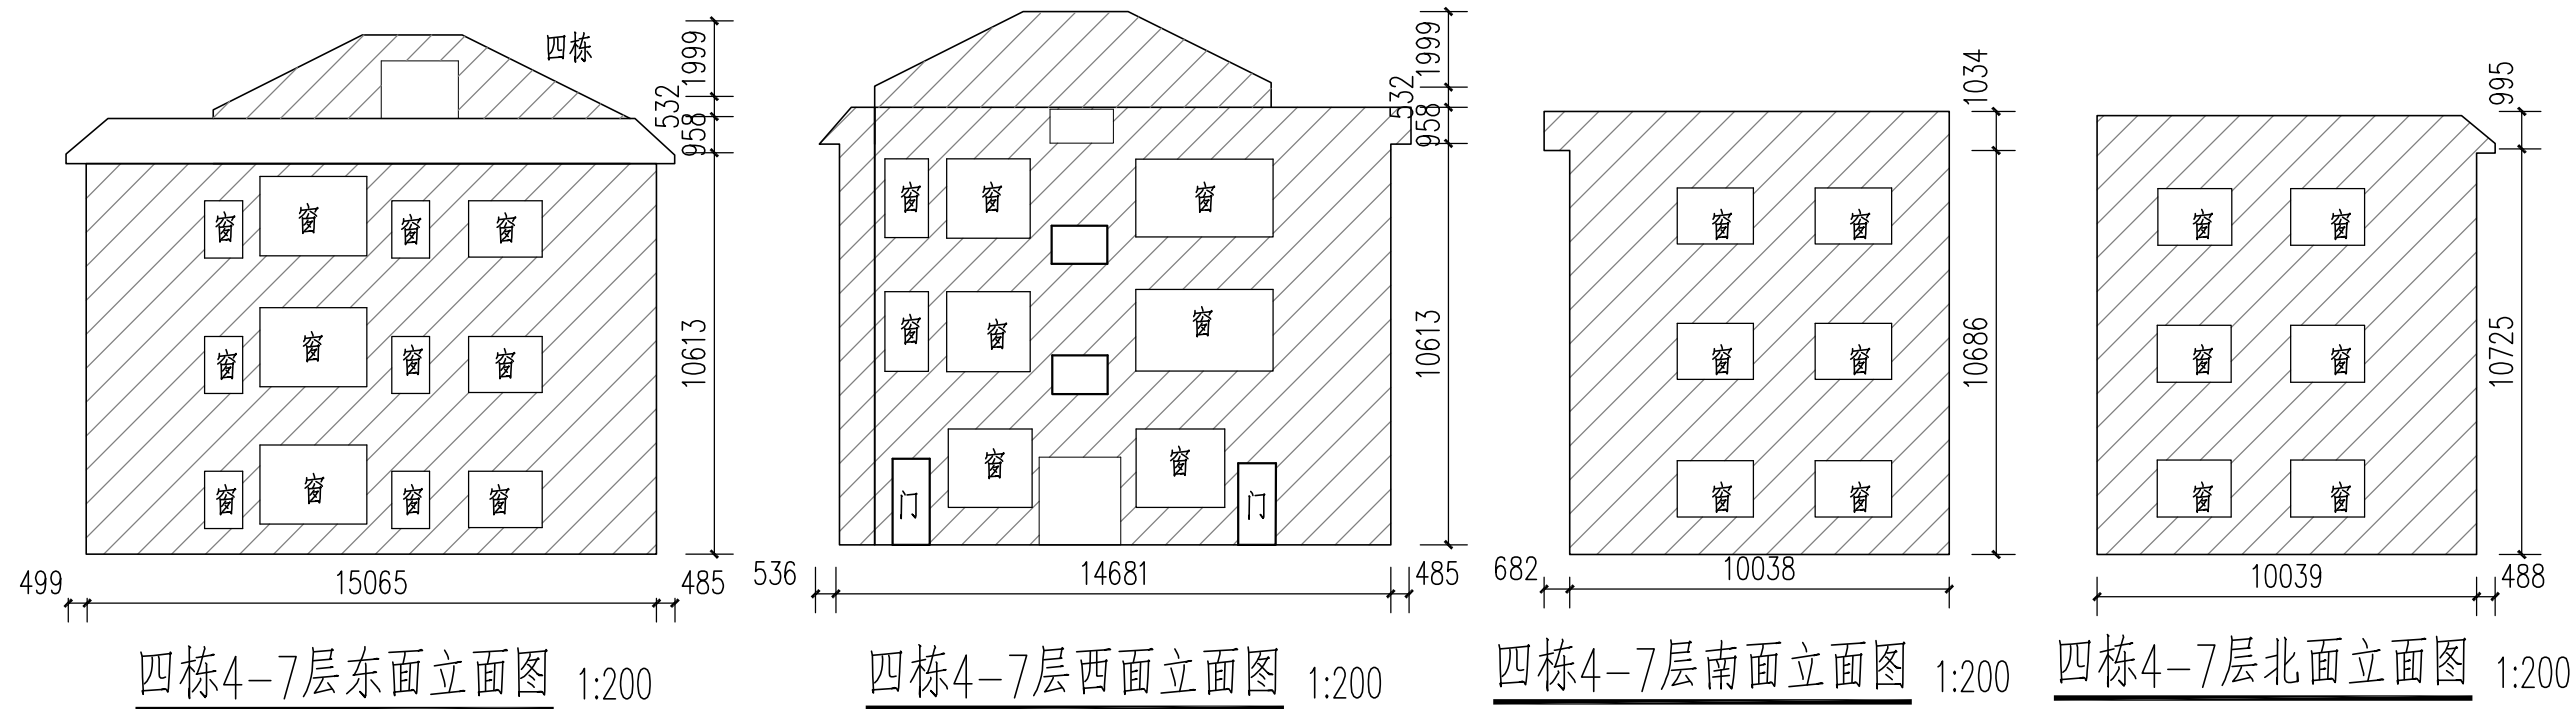 四栋
1999
532
958
10613
窗 窗 窗 窗
窗 窗 窗 窗
窗 窗 窗 窗
499 15065 485
四栋4-7层东面立面图 1:200
1999
532
958
10613
窗 窗 窗
窗 窗 窗
窗 窗
门 门
536 14681 485
四栋4-7层西面立面图 1:200
1034
10686
窗 窗
窗 窗
窗 窗
682 10038
四栋4-7层南面立面图 1:200
995
10725
窗 窗
窗 窗
窗 窗
10039 488
四栋4-7层北面立面图 1:200